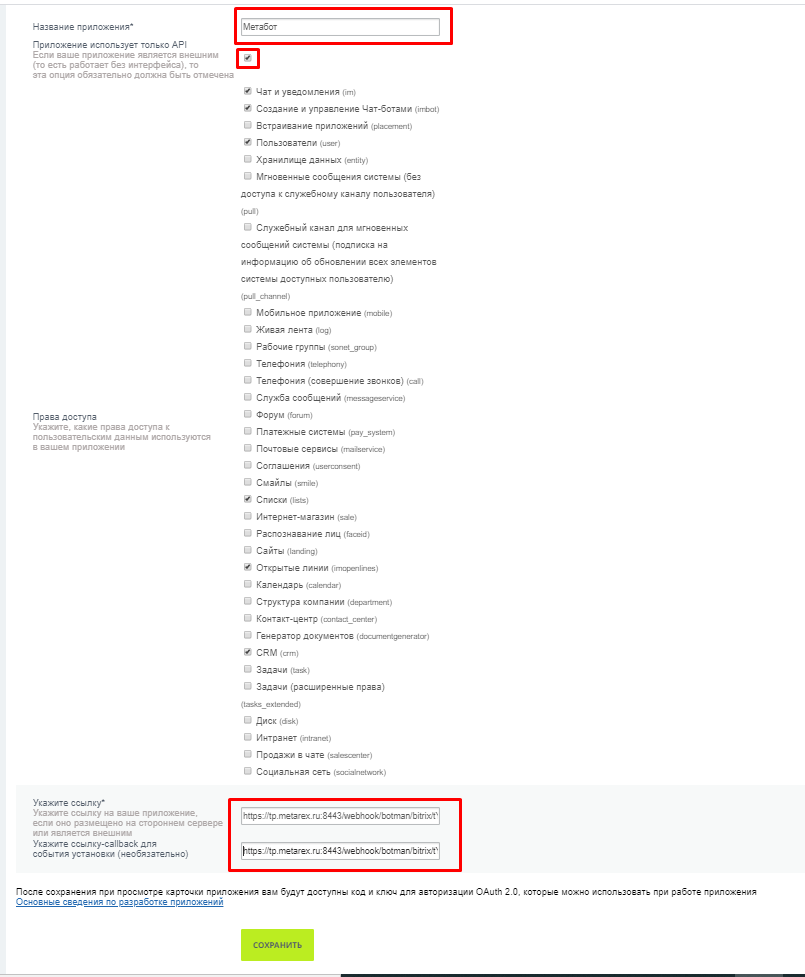 Название приложения*
Метабот
Приложение использует только API
Если ваше приложение является внешним
(то есть работает без интерфейса), то
эта опция обязательно должна быть отмечена
Чат и уведомления (im)
Создание и управление Чат-ботами (imbot)
Встраивание приложений (placement)
Пользователи (user)
Хранилище данных (entity)
Мгновенные сообщения системы (без
доступа к служебному каналу пользователя)
(pull)
Служебный канал для мгновенных
сообщений системы (подписка на
информацию об обновлении всех элементов
системы доступных пользователю)
(pull_channel)
Мобильное приложение (mobile)
Живая лента (log)
Рабочие группы (sonet_group)
Телефония (telephony)
Телефония (совершение звонков) (call)
Служба сообщений (messageservice)
Права доступа
Укажите, какие права доступа к
пользовательским данным используются
в вашем приложении
Форум (forum)
Платежные системы (pay_system)
Почтовые сервисы (mailservice)
Соглашения (userconsent)
Смайлы (smile)
Списки (lists)
Интернет-магазин (sale)
Распознавание лиц (faceid)
Сайты (landing)
Открытые линии (imopenlines)
Календарь (calendar)
Структура компании (department)
Контакт-центр (contact_center)
Генератор документов (documentgenerator)
CRM (crm)
Задачи (task)
Задачи (расширенные права)
(tasks_extended)
Диск (disk)
Интранет (intranet)
Продажи в чате (salescenter)
Социальная сеть (socialnetwork)
Укажите ссылку*
Укажите ссылку на ваше приложение,
если оно размещено на стороннем сервере
или является внешним
https://tp.metarex.ru:8443/webhook/botman/bitrix/t
Укажите ссылку-callback для
события установки (необязательно)
https://tp.metarex.ru:8443/webhook/botman/bitrix/t
После сохранения при просмотре карточки приложения вам будут доступны код и ключ для авторизации OAuth 2.0, которые можно использовать при работе приложения
Основные сведения по разработке приложений
СОХРАНИТЬ